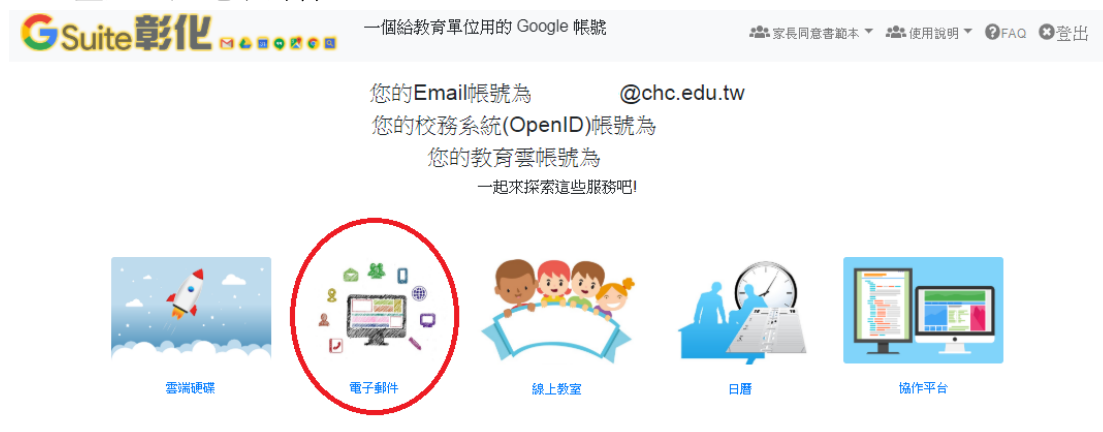 GSuite彰化
一個給教育單位用的 Google 帳號
家長同意書範本
使用說明
FAQ
登出
您的Email帳號為 @chc.edu.tw
您的校務系統(OpenID)帳號為
您的教育雲帳號為
一起來探索這些服務吧!
雲端硬碟
電子郵件
線上教室
日曆
協作平台